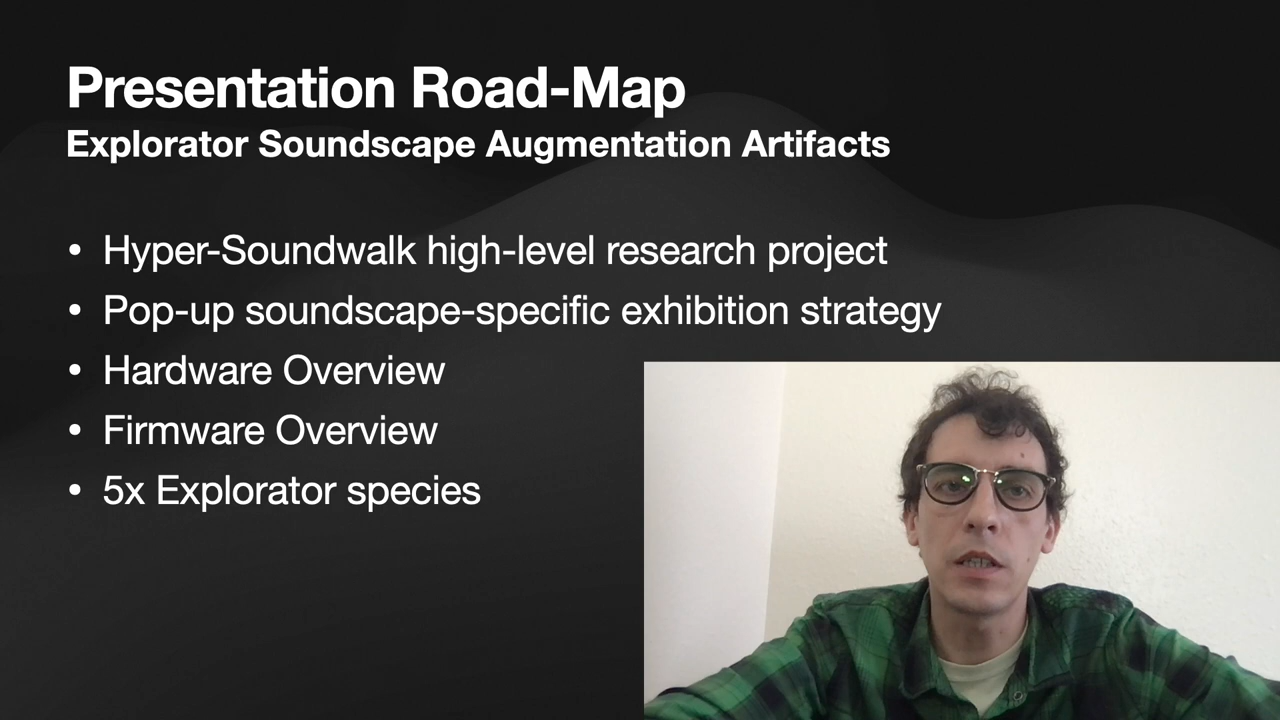 Presentation Road-Map
Explorator Soundscape Augmentation Artifacts
• Hyper-Soundwalk high-level research project
• Pop-up soundscape-specific exhibition strategy
• Hardware Overview
• Firmware Overview
• 5x Explorator species